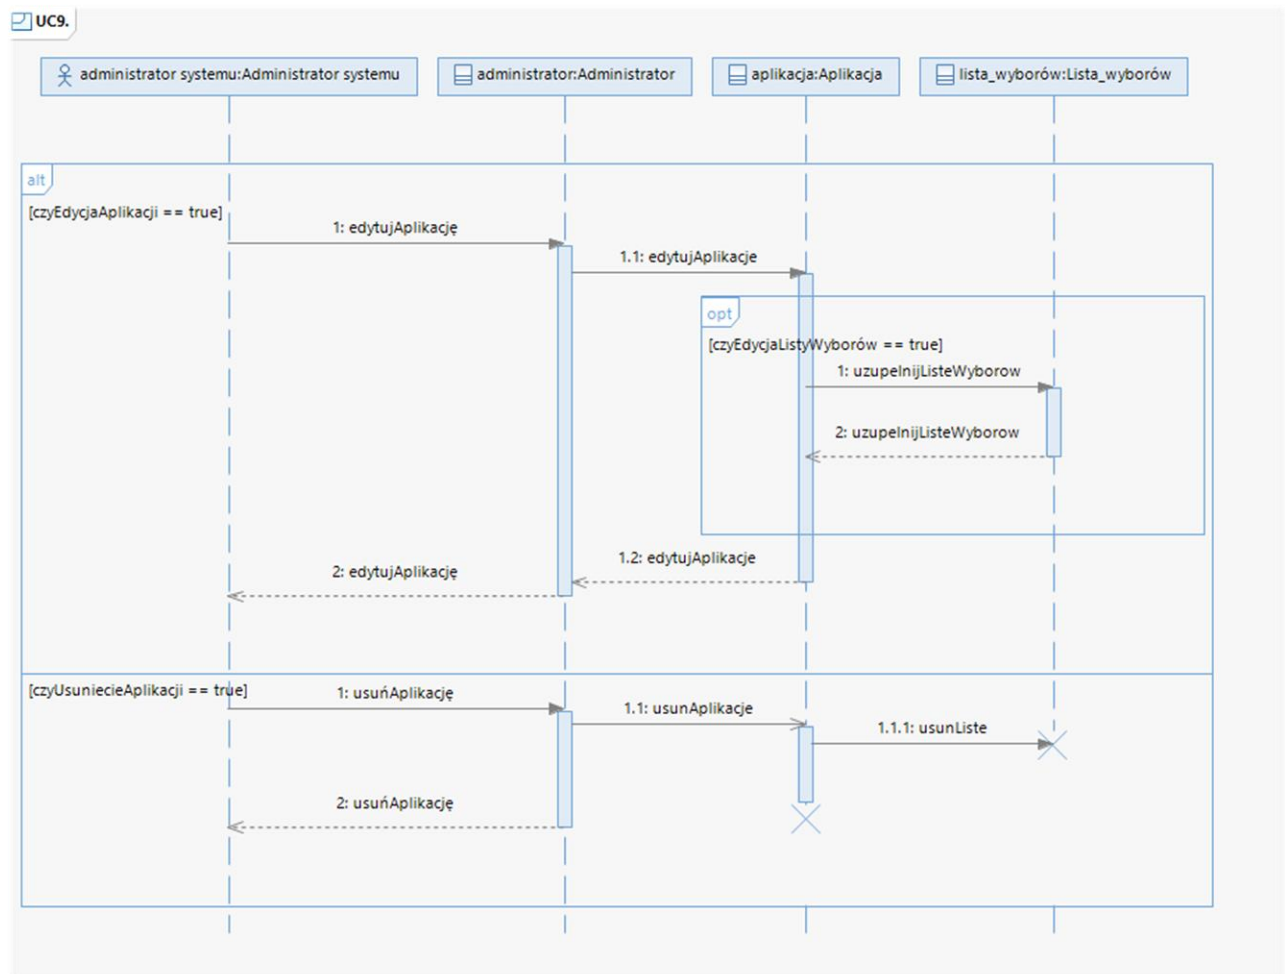 UC9.
administrator systemu:Administrator systemu
administrator:Administrator
aplikacja:Aplikacja
lista_wyborów:Lista_wyborów
alt
[czyEdycjaAplikacji == true]
1: edytujAplikację
1.1: edytujAplikacje
opt
[czyEdycjaListyWyborów == true]
1: uzupelnijListeWyborow
2: uzupelnijListeWyborow
1.2: edytujAplikacje
2: edytujAplikację
[czyUsuniecieAplikacji == true]
1: usuńAplikację
1.1: usunAplikacje
1.1.1: usunListe
2: usuńAplikację